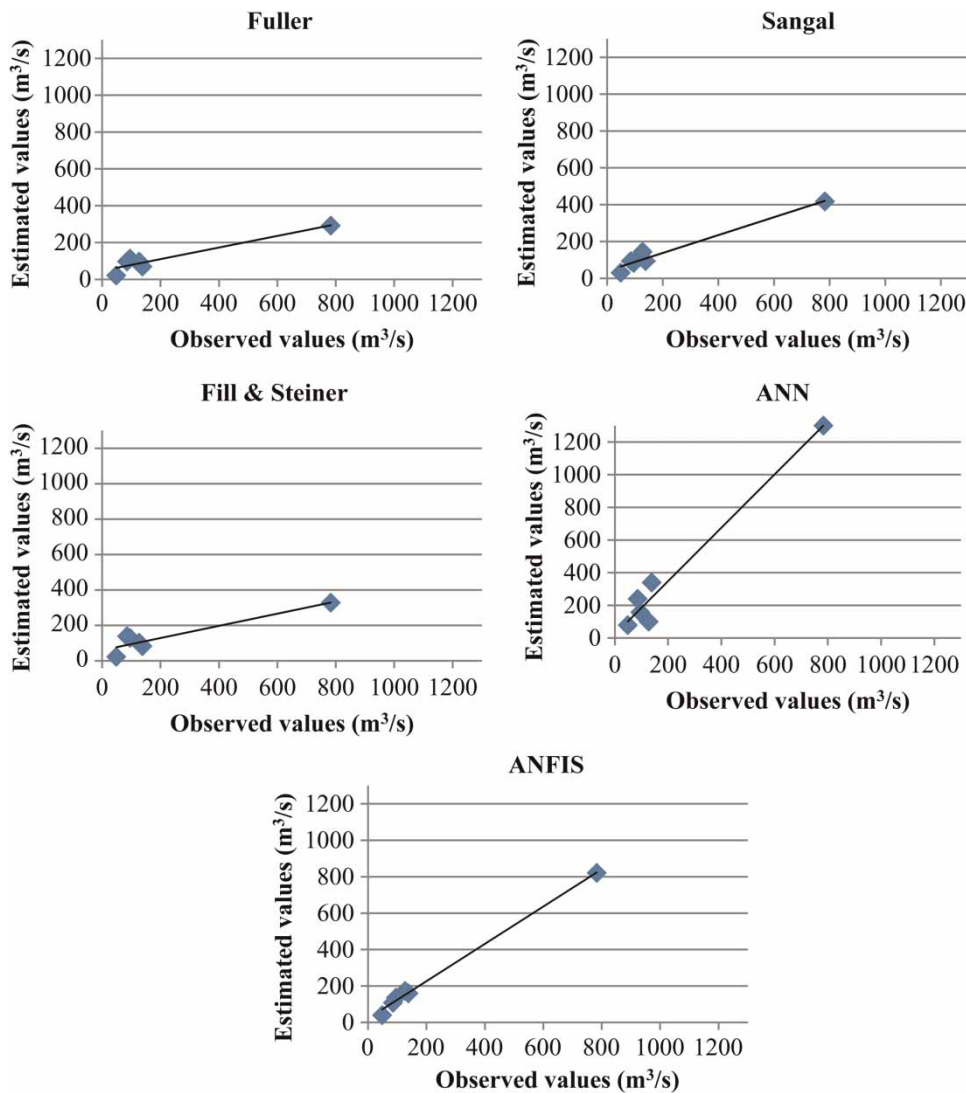 Fuller
Estimated values (m³/s)
1200
1000
800
600
400
200
0
0 200 400 600 800 1000 1200
Observed values (m³/s)
Sangal
Estimated values (m³/s)
1200
1000
800
600
400
200
0
0 200 400 600 800 1000 1200
Observed values (m³/s)
Fill & Steiner
Estimated values (m³/s)
1200
1000
800
600
400
200
0
0 200 400 600 800 1000 1200
Observed values (m³/s)
ANN
Estimated values (m³/s)
1200
1000
800
600
400
200
0
0 200 400 600 800 1000 1200
Observed values (m³/s)
ANFIS
Estimated values (m³/s)
1200
1000
800
600
400
200
0
0 200 400 600 800 1000 1200
Observed values (m³/s)